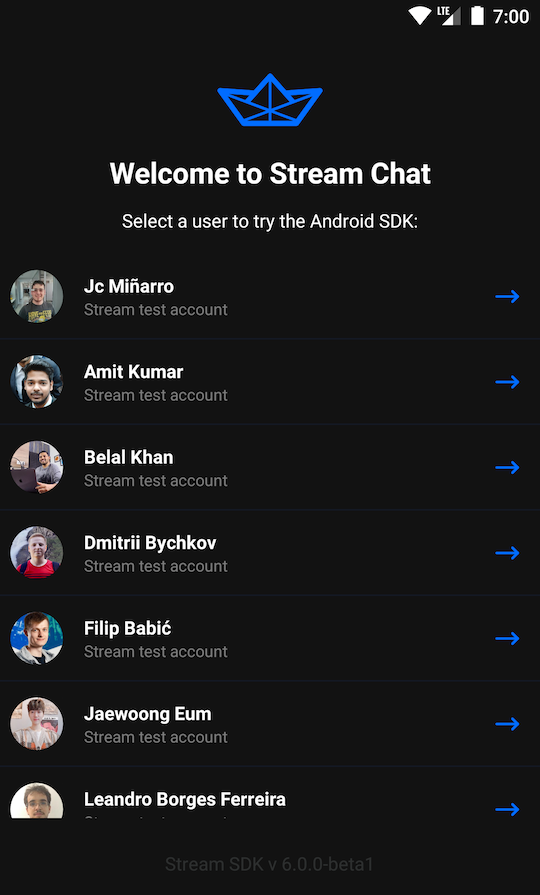 LTE 7:00
Welcome to Stream Chat
Select a user to try the Android SDK:
Jc Miñarro
Stream test account
Amit Kumar
Stream test account
Belal Khan
Stream test account
Dmitrii Bychkov
Stream test account
Filip Babić
Stream test account
Jaewoong Eum
Stream test account
Leandro Borges Ferreira
Stream SDK v 6.0.0-beta1